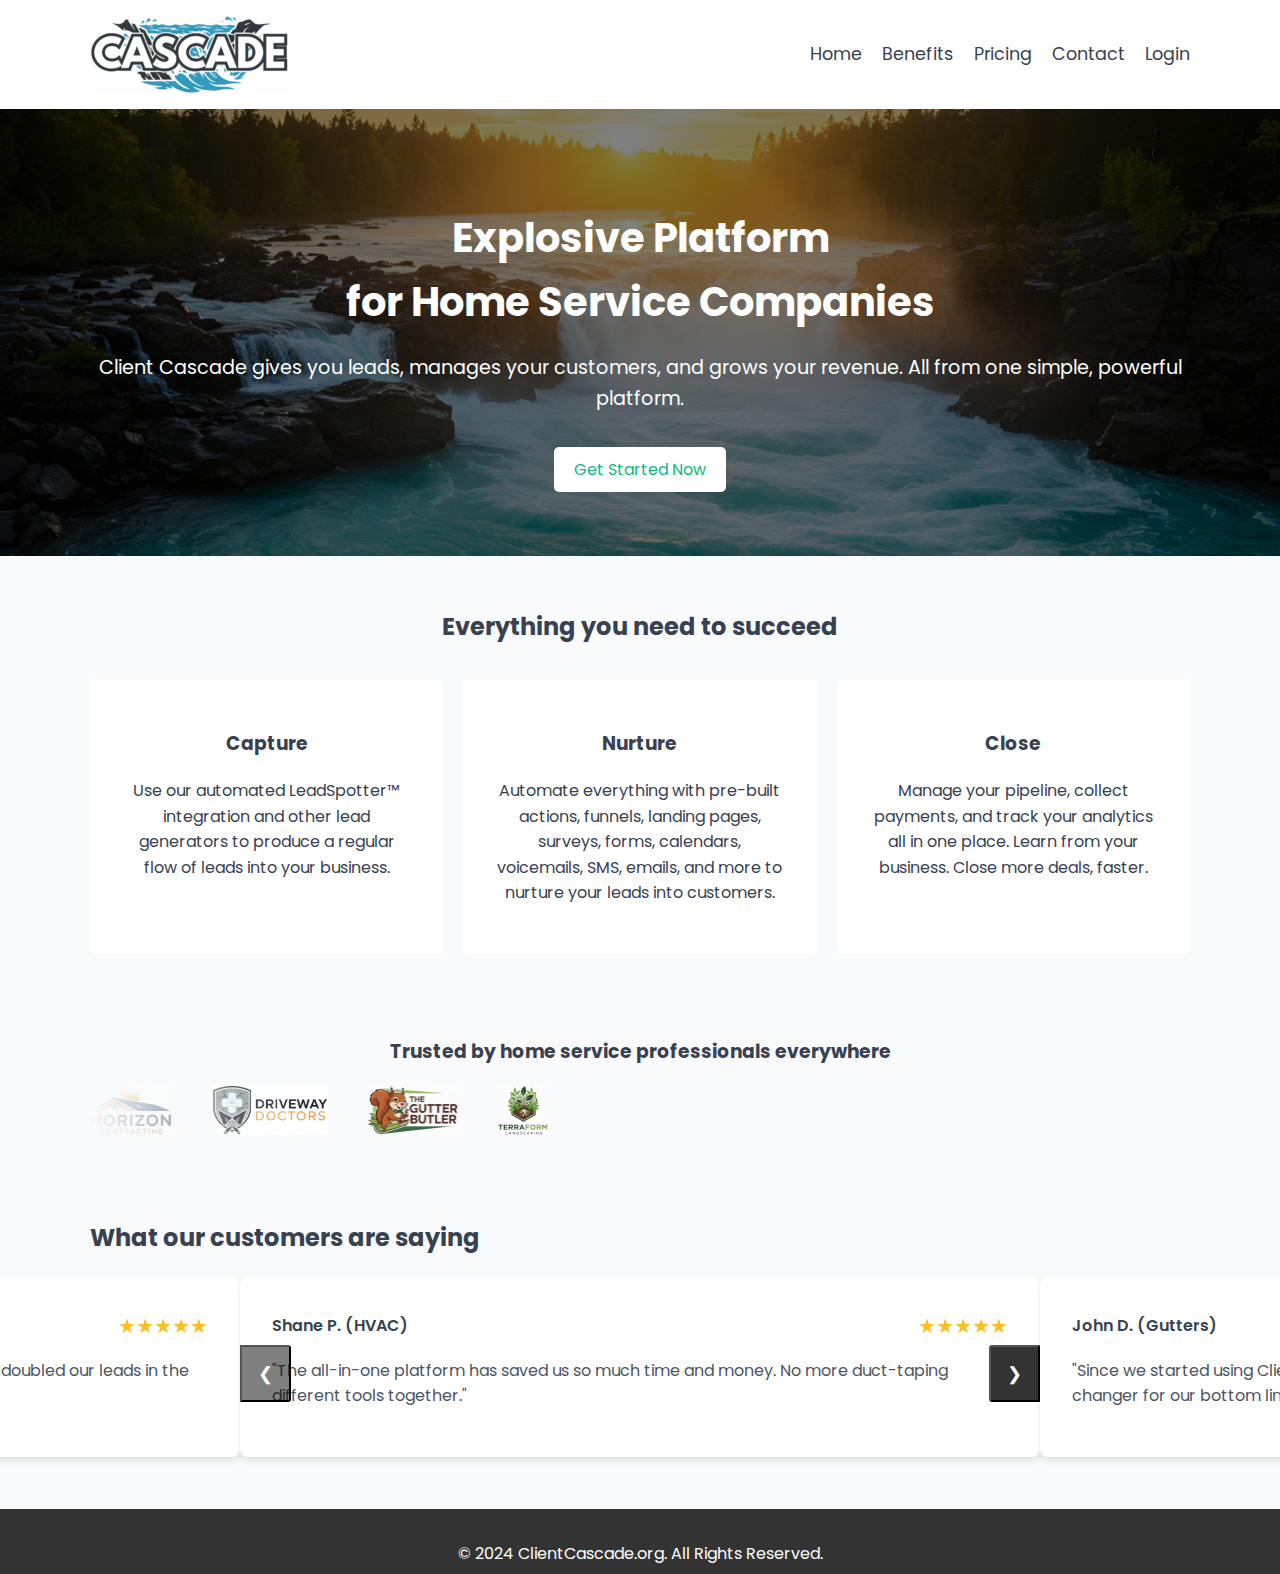 CASCADE
Home Benefits Pricing Contact Login
Explosive Platform
for Home Service Companies
Client Cascade gives you leads, manages your customers, and grows your revenue. All from one simple, powerful
platform.
Get Started Now
Everything you need to succeed
Capture
Use our automated LeadSpotter™
integration and other lead
generators to produce a regular
flow of leads into your business.
Nurture
Automate everything with pre-built
actions, funnels, landing pages,
surveys, forms, calendars,
voicemails, SMS, emails, and more to
nurture your leads into customers.
Close
Manage your pipeline, collect
payments, and track your analytics
all in one place. Learn from your
business. Close more deals, faster.
Trusted by home service professionals everywhere
HORIZON
CONTRACTING
DRIVEWAY
DOCTORS
THE
GUTTER
BUTLER
TERRAFORM
LANDSCAPING
What our customers are saying
★★★★★
doubled our leads in the
Shane P. (HVAC) ★★★★★
"The all-in-one platform has saved us so much time and money. No more duct-taping
different tools together."
❮
❯
John D. (Gutters)
"Since we started using Clie
changer for our bottom lin
© 2024 ClientCascade.org. All Rights Reserved.